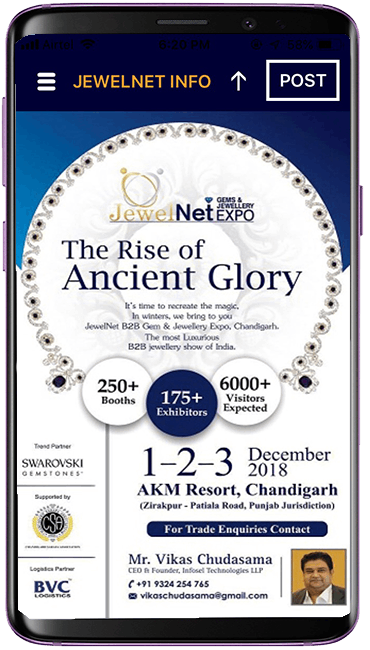 8:20 PM
JEWELNET INFO
POST
JewelNet GEMS & JEWELLERY EXPO
The Rise of
Ancient Glory
It's time to recreate the magic.
In winters, we bring to you
JewelNet B2B Gem & Jewellery Expo, Chandigarh.
The most Luxurious
B2B jewellery show of India.
250+
Booths
175+
Exhibitors
6000+
Visitors
Expected
Trend Partner
SWAROVSKI
GEMSTONES
Supported by
CSA
Logistics Partner
BVC
LOGISTICS
1-2-3 December 2018
AKM Resort, Chandigarh
(Zirakpur - Patiala Road, Punjab Jurisdiction)
For Trade Enquiries Contact
Mr. Vikas Chudasama
CEO & Founder, Infosel Technologies LLP
+91 9324 254 765
vikaschudasama@gmail.com